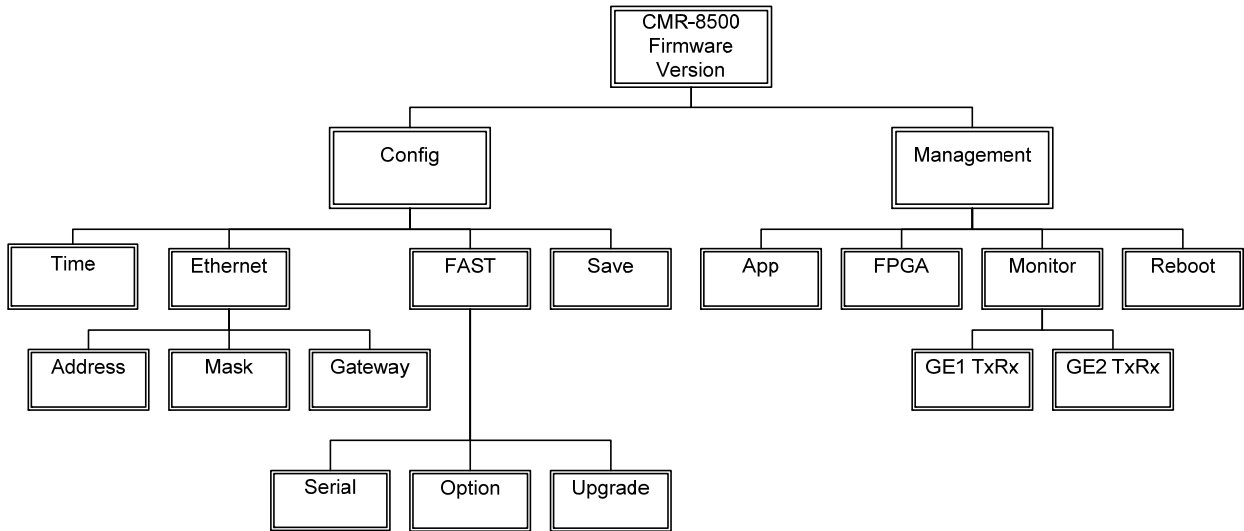 CMR-8500
Firmware
Version
Config
Management
Time
Ethernet
FAST
Save
App
FPGA
Monitor
Reboot
Address
Mask
Gateway
GE1 TxRx
GE2 TxRx
Serial
Option
Upgrade